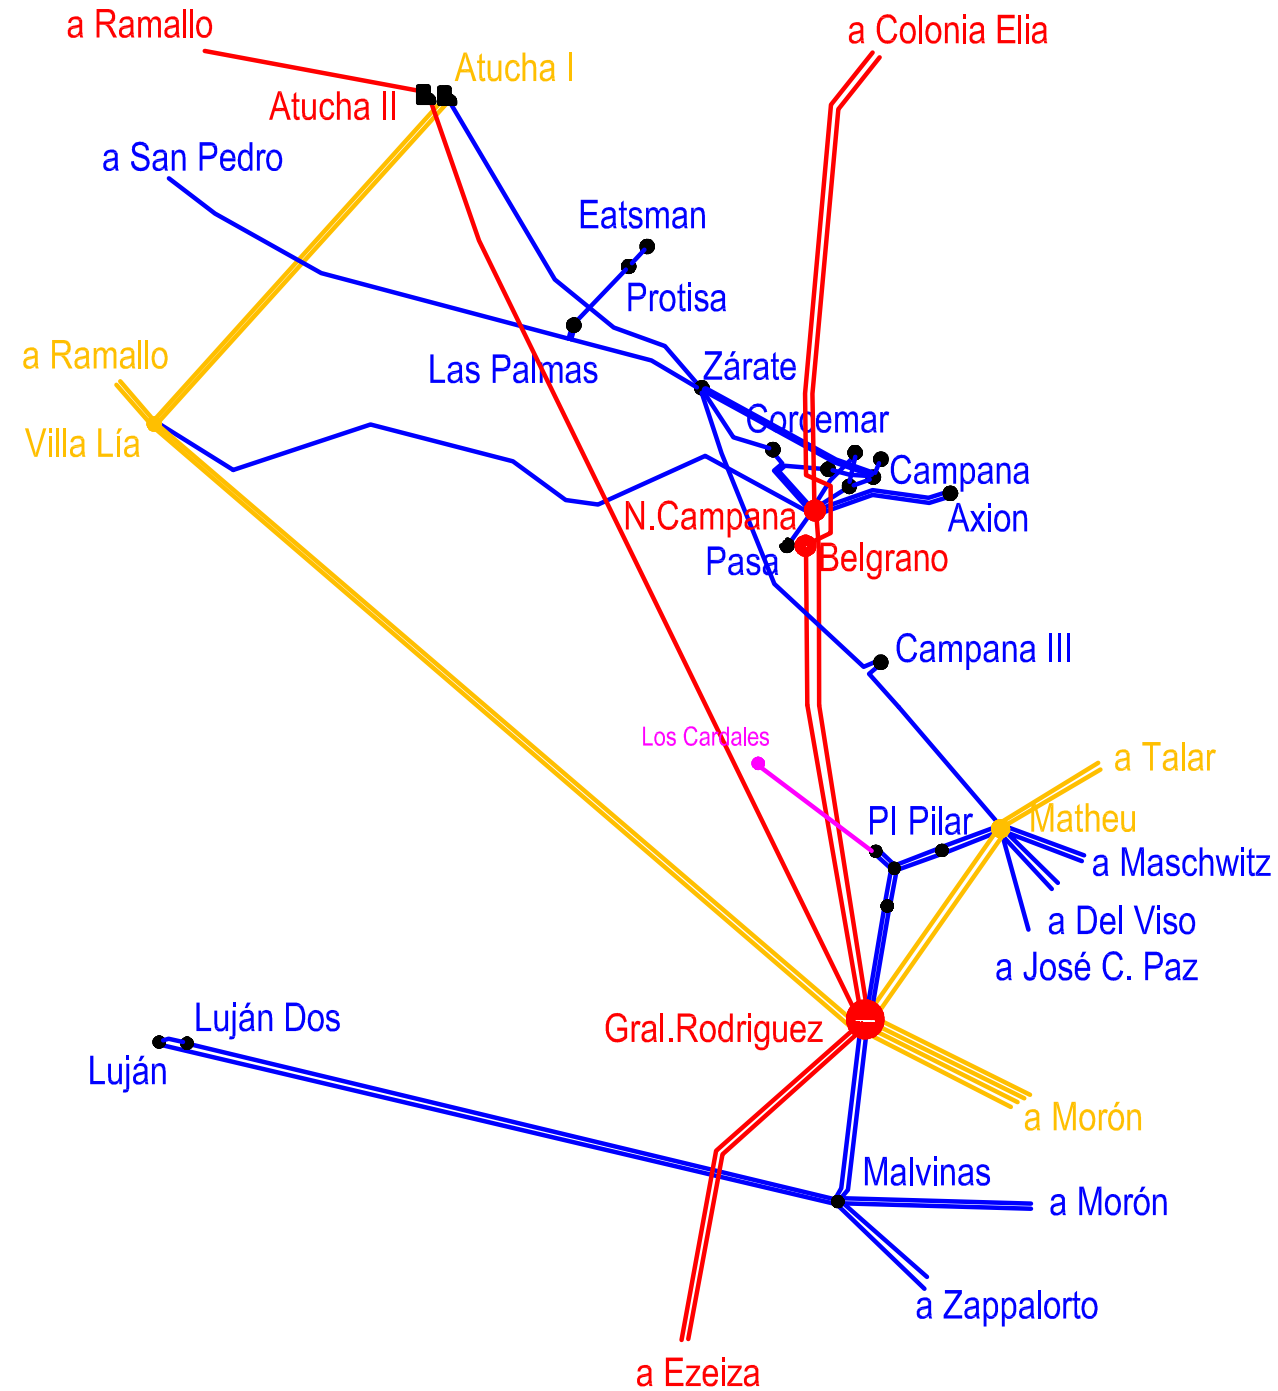 a Ramallo
a Colonia Elia
Atucha I
Atucha II
a San Pedro
Eatsman
Protisa
a Ramallo
Las Palmas
Zárate
Cordemar
Villa Lía
Campana
N.Campana
Axion
Pasa
Belgrano
Campana III
Los Cardales
a Talar
PI Pilar
Matheu
a Maschwitz
a Del Viso
a José C. Paz
Luján Dos
Gral.Rodriguez
Luján
a Morón
Malvinas
a Morón
a Zappalorto
a Ezeiza